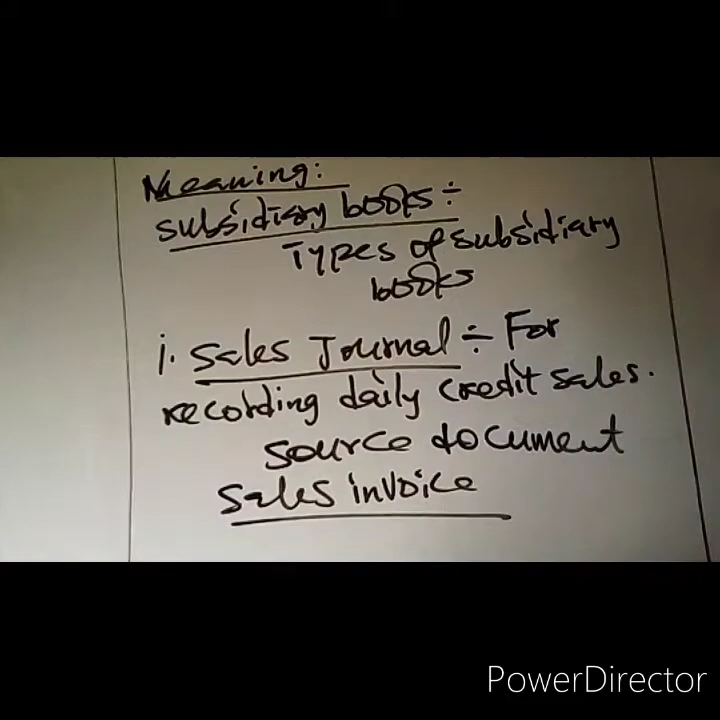 Meaning:
subsidiary books ÷
Types of subsidiary
books
i. Sales Journal ÷ For
recording daily credit sales.
source document
sales invoice
PowerDirector